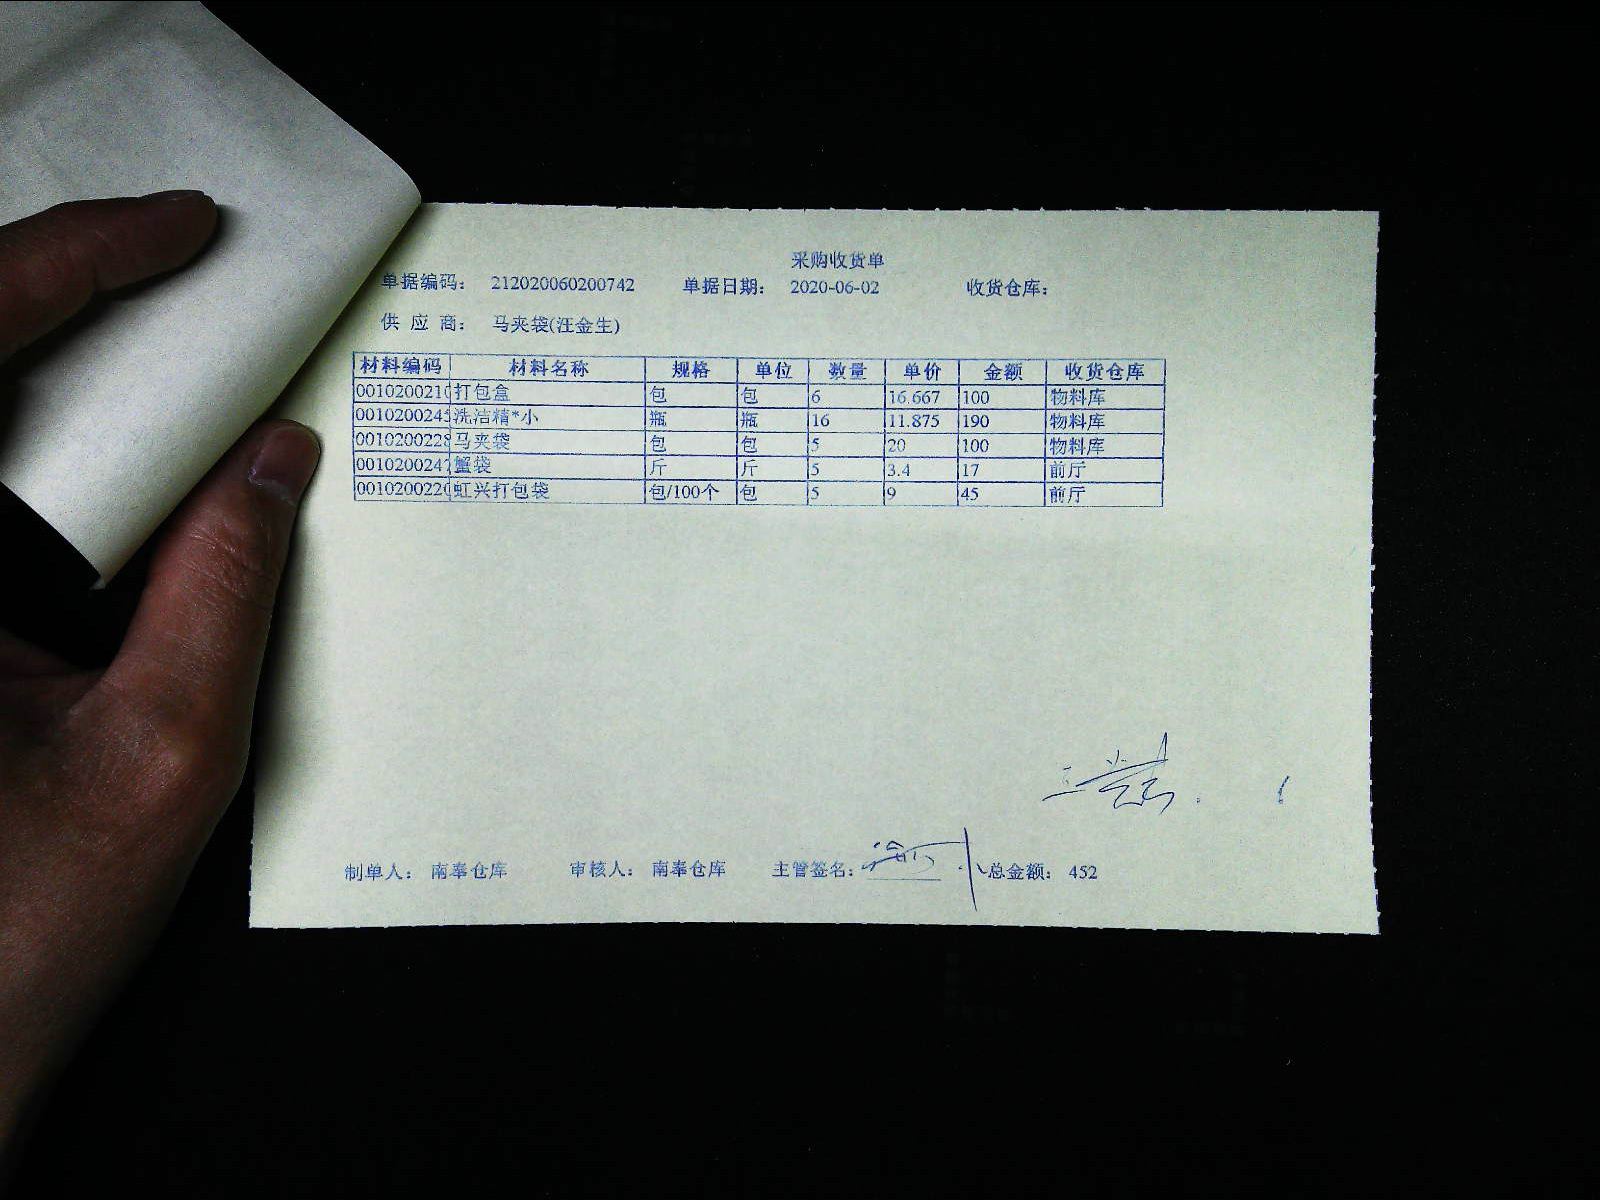 采购收货单
单据编码： 212020060200742 单据日期： 2020-06-02 收货仓库：
供 应 商： 马夹袋(汪金生)
材料编码 材料名称 规格 单位 数量 单价 金额 收货仓库
001020021 打包盒 包 包 6 16.667 100 物料库
001020024 洗洁精*小 瓶 瓶 16 11.875 190 物料库
001020022 马夹袋 包 包 5 20 100 物料库
001020024 蟹袋 斤 斤 5 3.4 17 前厅
001020022 虹兴打包袋 包/100个 包 5 9 45 前厅
制单人： 南奉仓库 审核人： 南奉仓库 主管签名： 总金额： 452